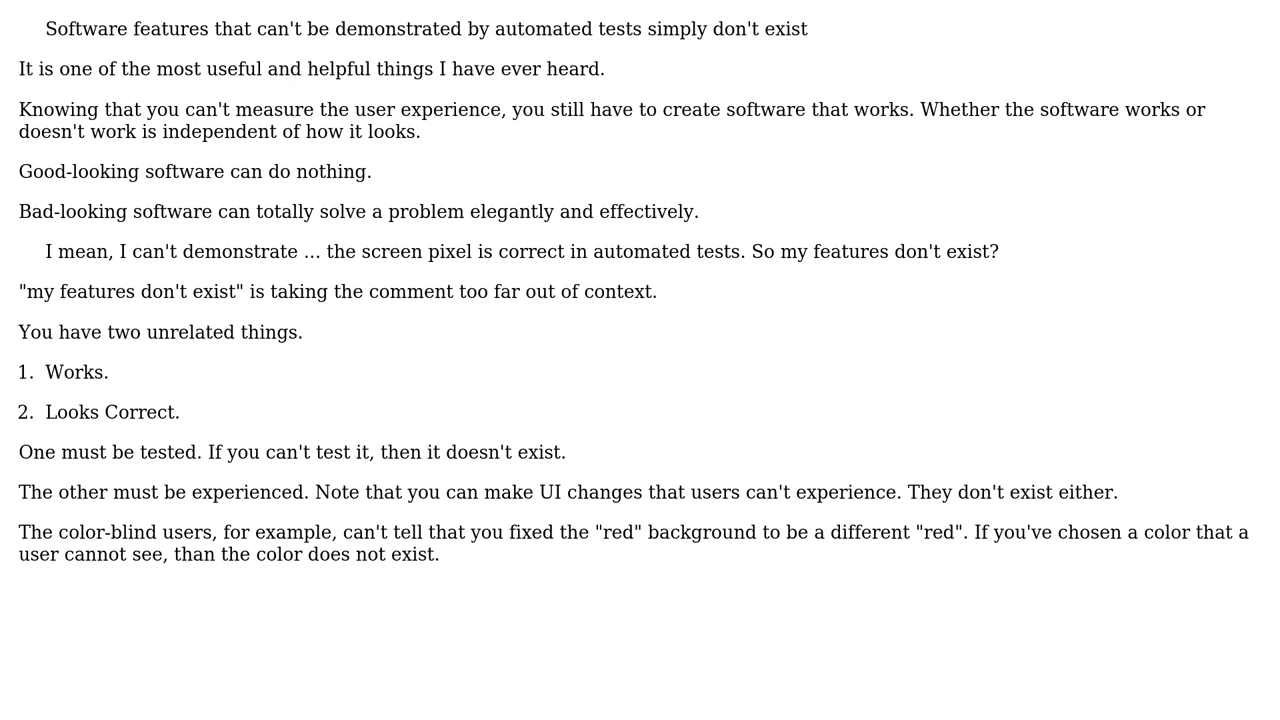 Software features that can't be demonstrated by automated tests simply don't exist
It is one of the most useful and helpful things I have ever heard.
Knowing that you can't measure the user experience, you still have to create software that works. Whether the software works or
doesn't work is independent of how it looks.
Good-looking software can do nothing.
Bad-looking software can totally solve a problem elegantly and effectively.
I mean, I can't demonstrate ... the screen pixel is correct in automated tests. So my features don't exist?
"my features don't exist" is taking the comment too far out of context.
You have two unrelated things.
1. Works.
2. Looks Correct.
One must be tested. If you can't test it, then it doesn't exist.
The other must be experienced. Note that you can make UI changes that users can't experience. They don't exist either.
The color-blind users, for example, can't tell that you fixed the "red" background to be a different "red". If you've chosen a color that a
user cannot see, than the color does not exist.